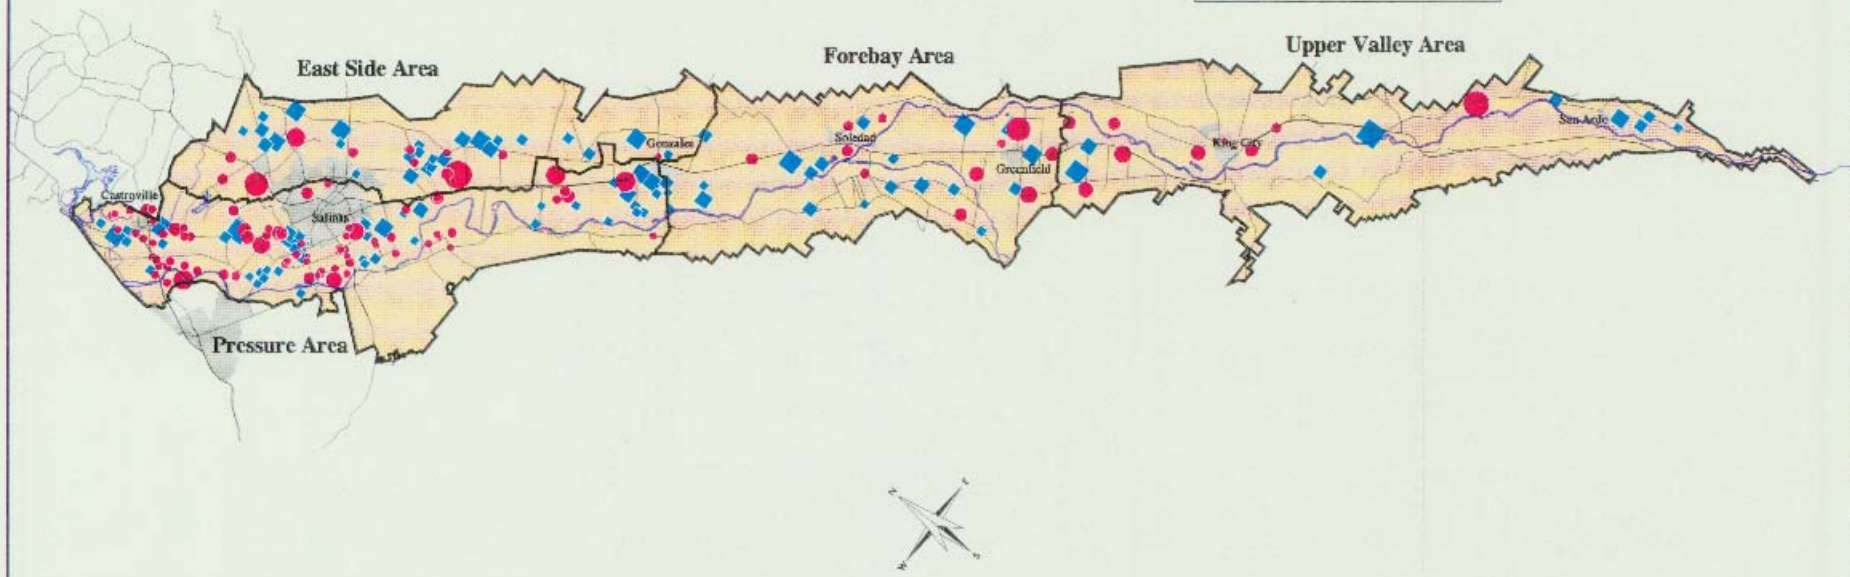 Upper Valley Area
Forebay Area
East Side Area
Gonzales
Soledad
King City
San Ardo
Greenfield
Castroville
Salinas
Pressure Area
N
E
W
S